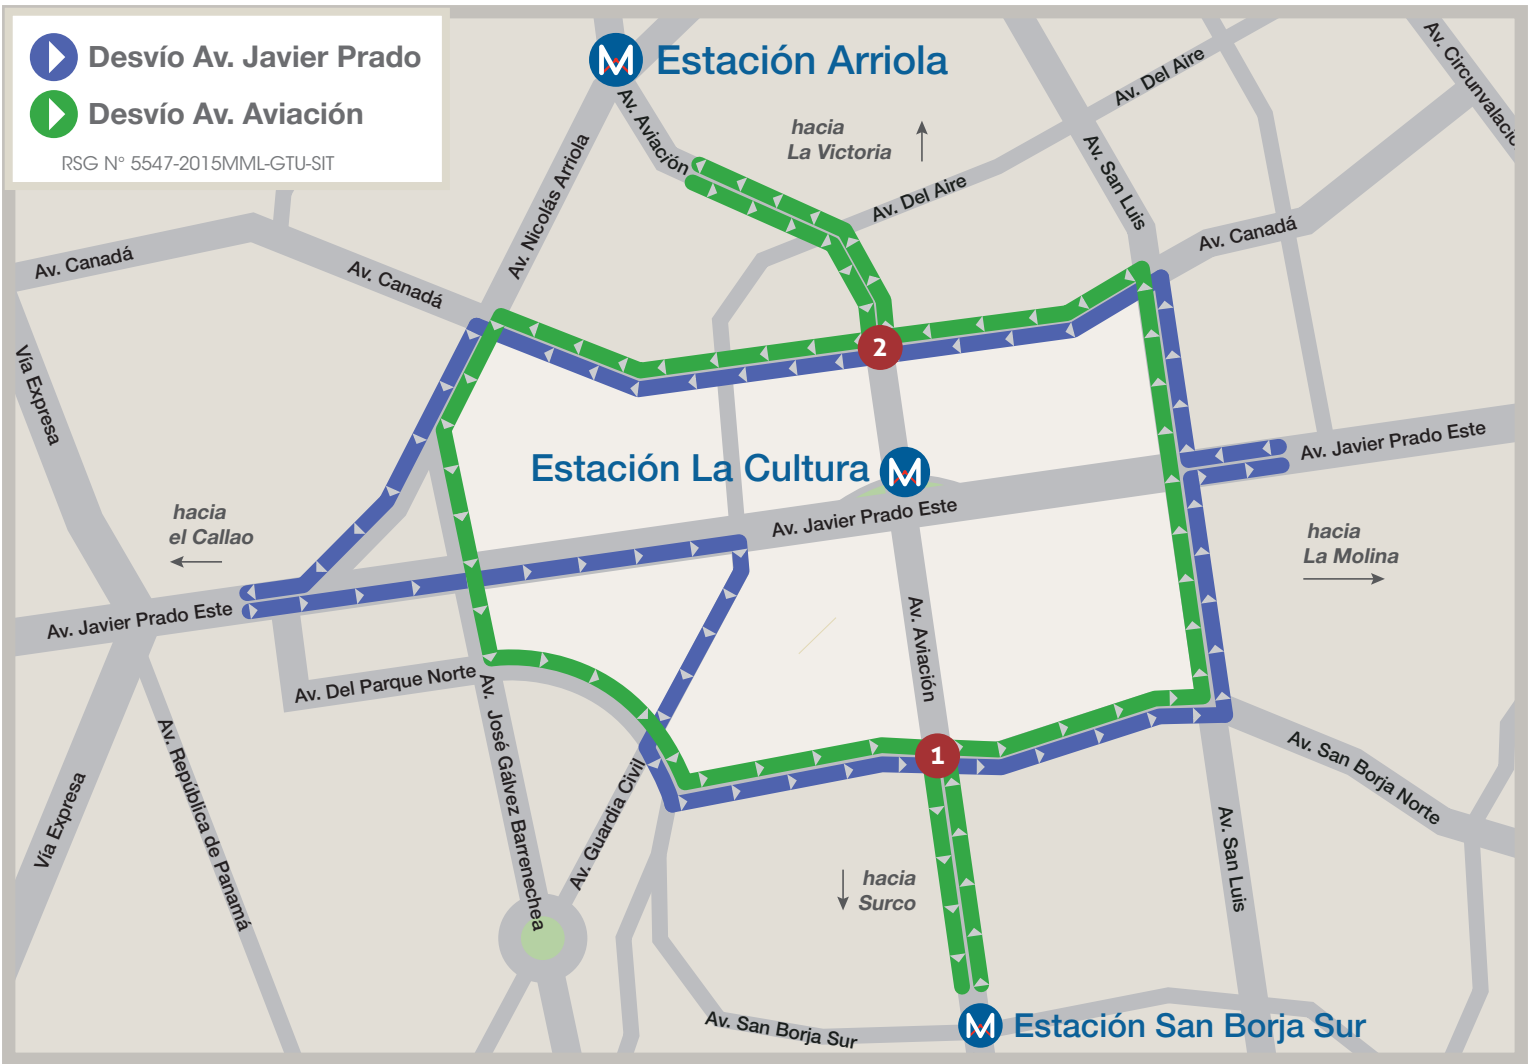 Desvío Av. Javier Prado
Desvío Av. Aviación
RSG N° 5547-2015MML-GTU-SIT
Estación Arriola
Av. Aviación
hacia
La Victoria
Av. Del Aire
Av. Del Aire
Av. Circunvalació
Av. San Luis
Av. Nicolás Arriola
Av. Canadá
Av. Canadá
Av. Canadá
Vía Expresa
2
Estación La Cultura
Av. Javier Prado Este
Av. Javier Prado Este
hacia
el Callao
hacia
La Molina
Av. Javier Prado Este
Av. Aviación
Av. Del Parque Norte
Av. José Gálvez Barrenechea
Av. República de Panamá
Vía Expresa
Av. Guardia Civil
1
Av. San Borja Norte
Av. San Luis
hacia
Surco
Av. San Borja Sur
Estación San Borja Sur